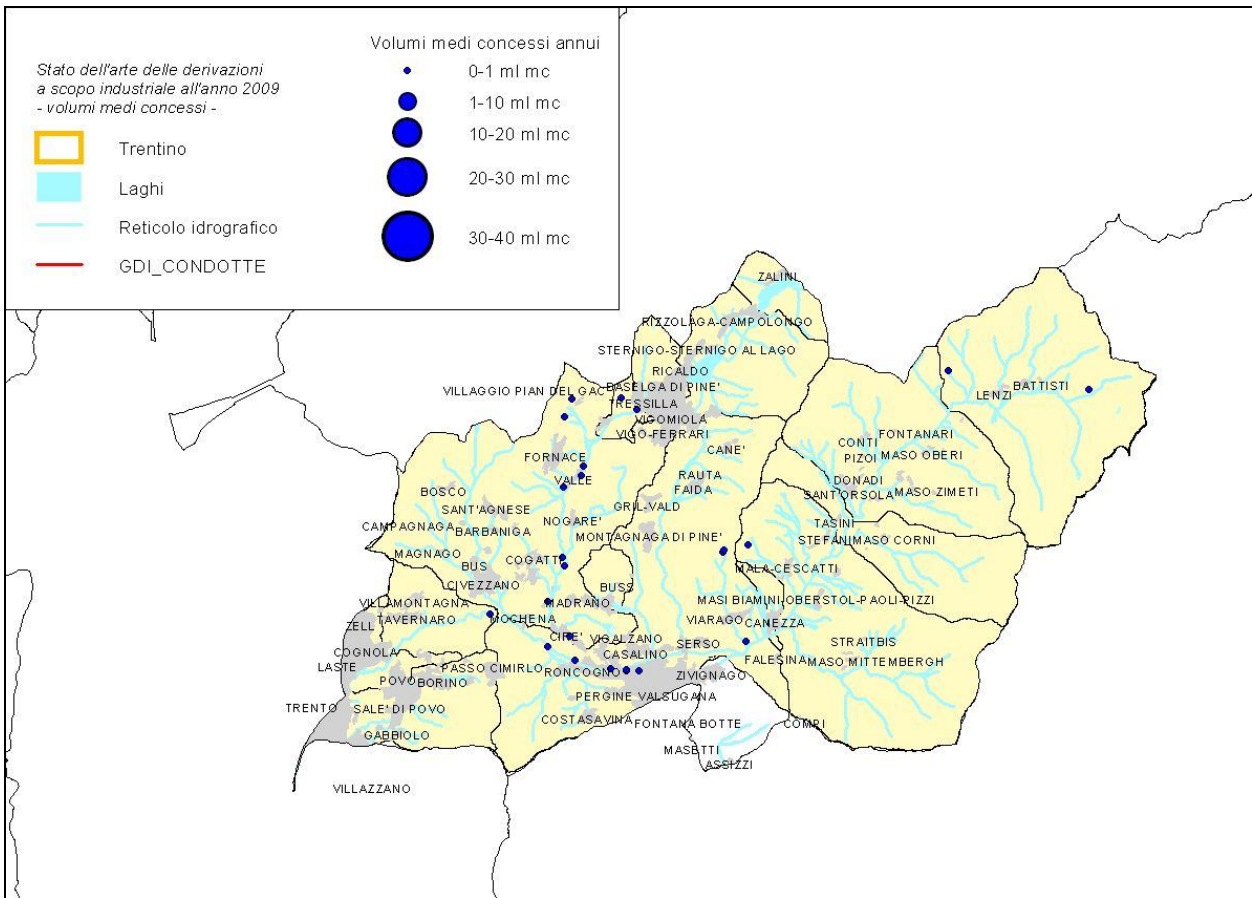 Stato dell'arte delle derivazioni
a scopo industriale all'anno 2009
- volumi medi concessi -
Trentino
Laghi
Reticolo idrografico
GDI_CONDOTTE
Volumi medi concessi annui
0-1 ml mc
1-10 ml mc
10-20 ml mc
20-30 ml mc
30-40 ml mc
ZALINI
RIZZOLAGA-CAMPOLONGO
STERNIGO-STERNIGO AL LAGO
RICALDO
VILLAGGIO PIAN DEL GAC
BASELGA DI PINE'
TRESSILLA
VIGOMIOLA
VIGO-FERRARI
LENZI
BATTISTI
CANE'
CONTI
FONTANARI
PIZOI
MASO OBERI
FORNACE
VALLE
RAUTA
FAIDA
DONADI
SANT'ORSOLA
MASO ZIMETI
BOSCO
SANT'AGNESE
GRIL-VALD
NOGARE'
CAMPAGNAGA
BARBANIGA
MONTAGNAGA DI PINE'
TASINI
STEFANI
MASO CORNI
MAGNAGO
BUS
COGATTI
CIVEZZANO
MALA-CESCATTI
BUSS
VILLAMONTAGNA
MADRANO
MASI BIAMINI-OBERSTOL-PAOLI-PIZZI
TAVERNARO
MOCHENA
VIARAGO
CANEZZA
ZELL
CIRE'
VIGALZANO
SERSO
STRAITBIS
COGNOLA
CASALINO
FALESINA
MASO MITTEMBERGH
LASTE
PASSO CIMIRLO
RONCOGNO
ZIVIGNAGO
POVO
BORINO
PERGINE VALSUGANA
TRENTO
SALE' DI POVO
COSTASAVINA
FONTANA BOTTE
COMPI
GABBIOLO
MASETTI
ASSIZZI
VILLAZZANO